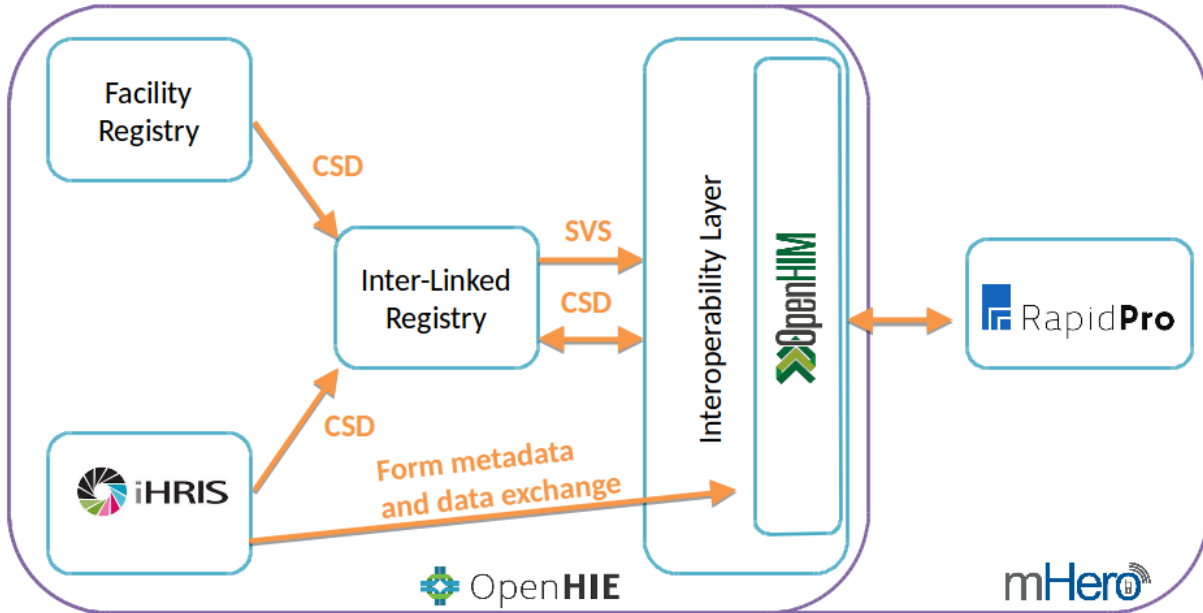 Facility
Registry
CSD
Inter-Linked
Registry
SVS
CSD
CSD
iHRIS
Form metadata
and data exchange
Interoperability Layer
OpenHIM
RapidPro
OpenHIE
mHero